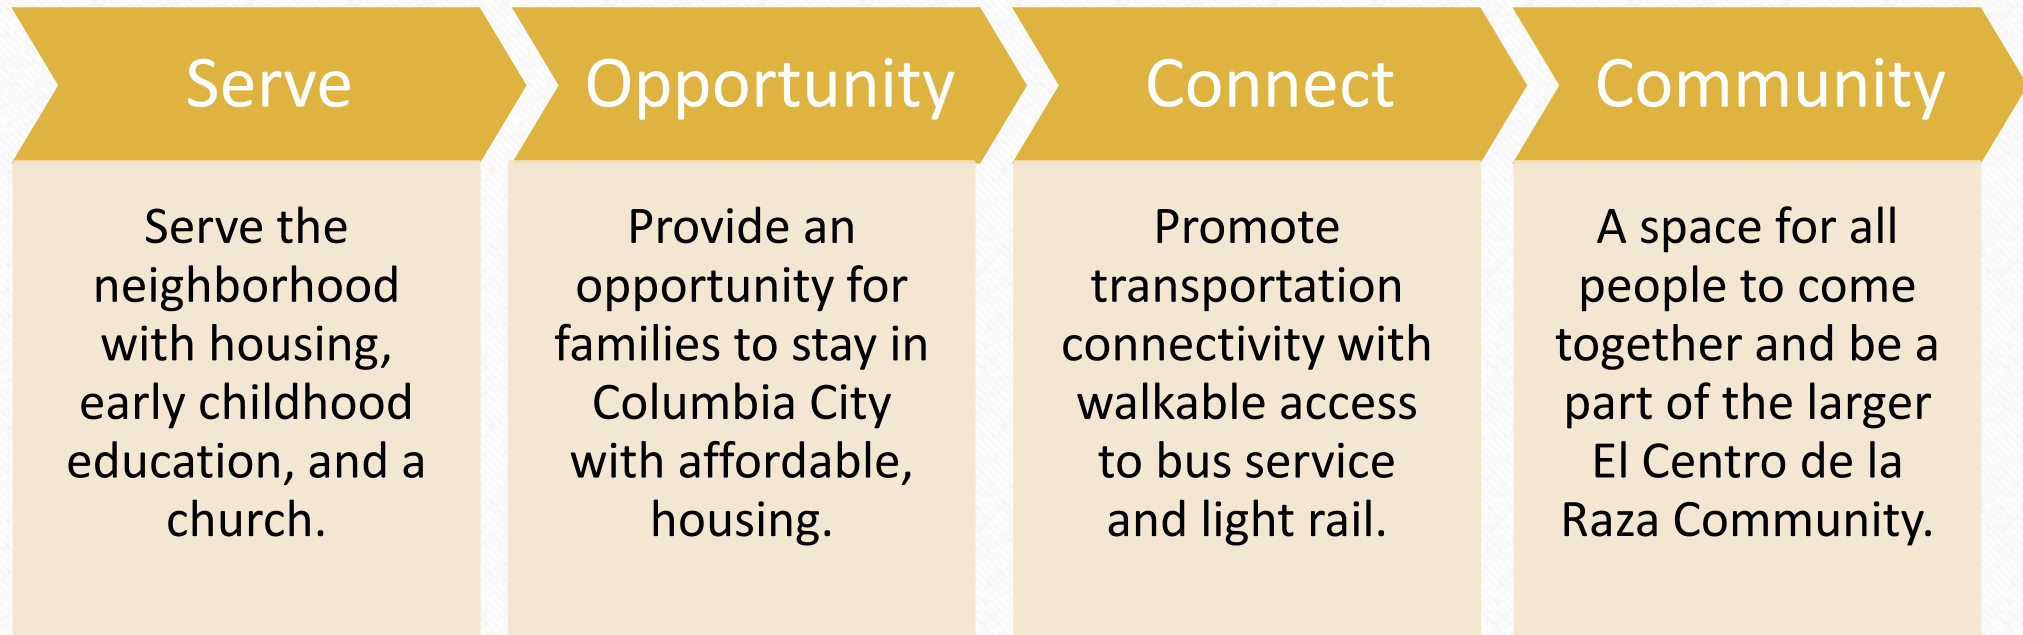 Serve
Serve the
neighborhood
with housing,
early childhood
education, and a
church.
Opportunity
Provide an
opportunity for
families to stay in
Columbia City
with affordable,
housing.
Connect
Promote
transportation
connectivity with
walkable access
to bus service
and light rail.
Community
A space for all
people to come
together and be a
part of the larger
El Centro de la
Raza Community.